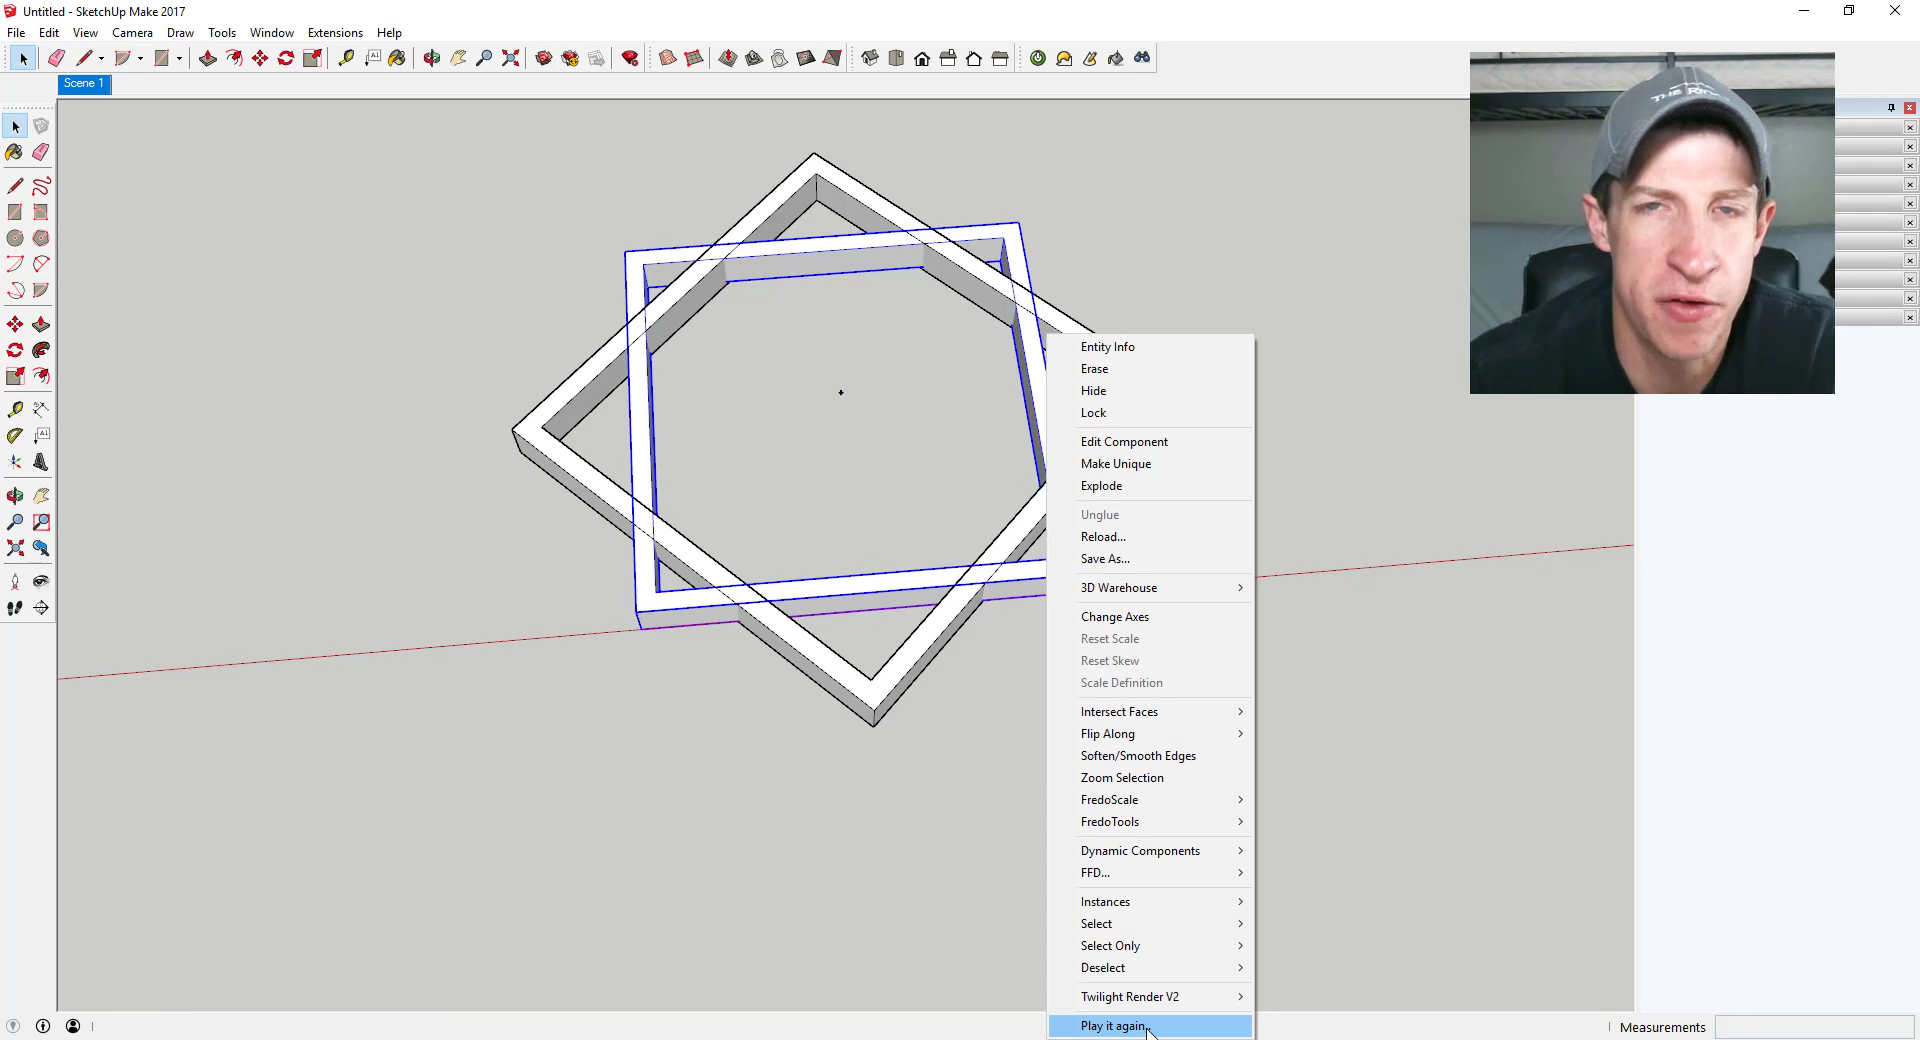 Untitled - SketchUp Make 2017
File Edit View Camera Draw Tools Window Extensions Help
Scene 1
Entity Info
Erase
Hide
Lock
Edit Component
Make Unique
Explode
Unglue
Reload...
Save As...
3D Warehouse
Change Axes
Reset Scale
Reset Skew
Scale Definition
Intersect Faces
Flip Along
Soften/Smooth Edges
Zoom Selection
FredoScale
FredoTools
Dynamic Components
FFD...
Instances
Select
Select Only
Deselect
Twilight Render V2
Play it again..
Measurements